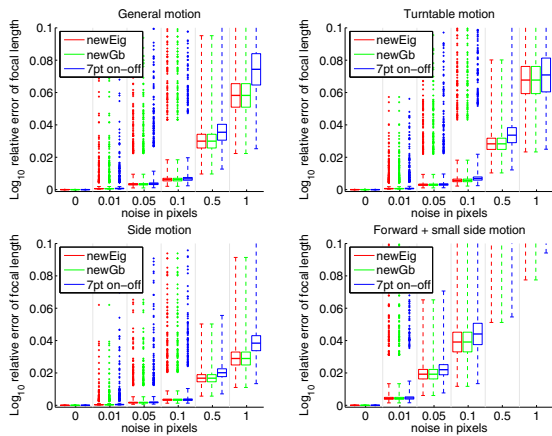 General motion
Log10 relative error of focal length
0.1
0.08
0.06
0.04
0.02
0
newEig
newGb
7pt on-off
0 0.01 0.05 0.1 0.5 1
noise in pixels
Turntable motion
Log10 relative error of focal length
0.1
0.08
0.06
0.04
0.02
0
newEig
newGb
7pt on-off
0 0.01 0.05 0.1 0.5 1
noise in pixels
Side motion
Log10 relative error of focal length
0.1
0.08
0.06
0.04
0.02
0
newEig
newGb
7pt on-off
0 0.01 0.05 0.1 0.5 1
noise in pixels
Forward + small side motion
Log10 relative error of focal length
0.1
0.08
0.06
0.04
0.02
0
newEig
newGb
7pt on-off
0 0.01 0.05 0.1 0.5 1
noise in pixels